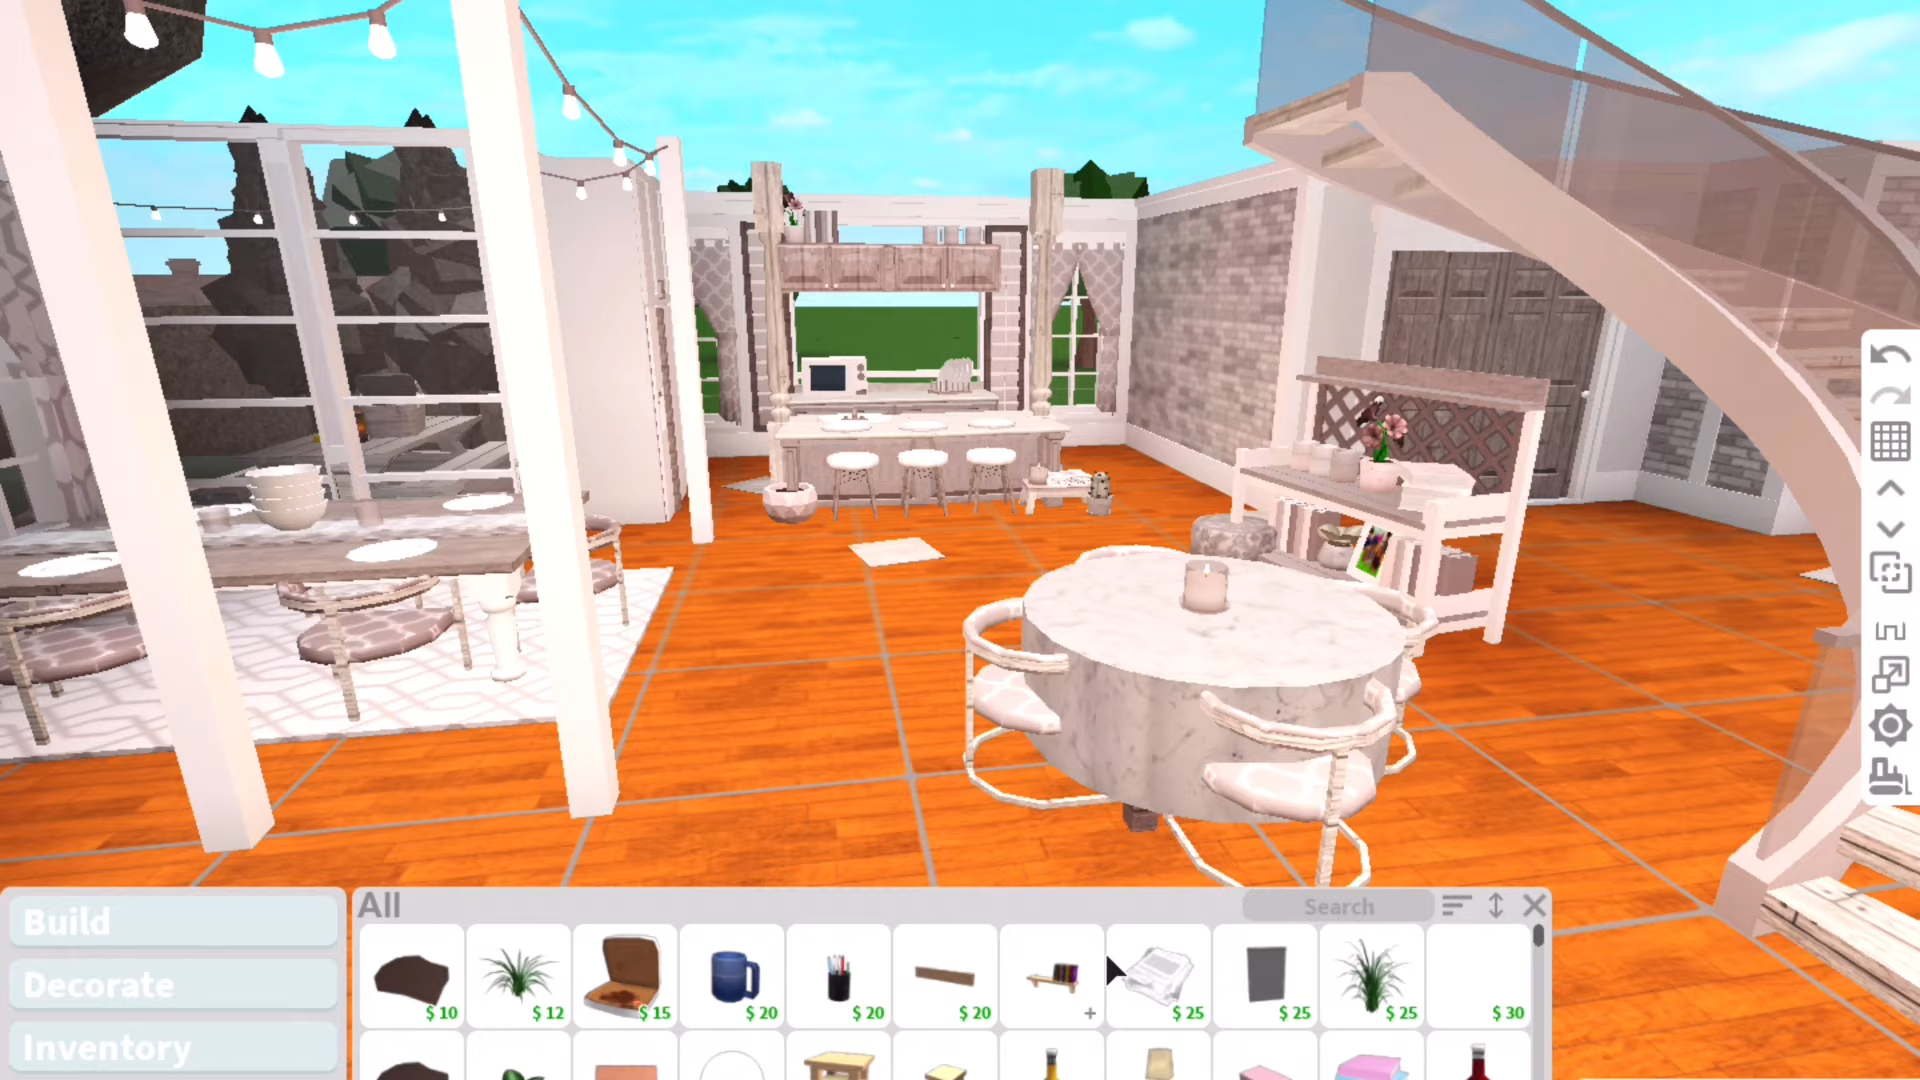 Build
Decorate
Inventory
All
Search
$ 10
$ 12
$ 15
$ 20
$ 20
$ 20
+
$ 25
$ 25
$ 25
$ 30